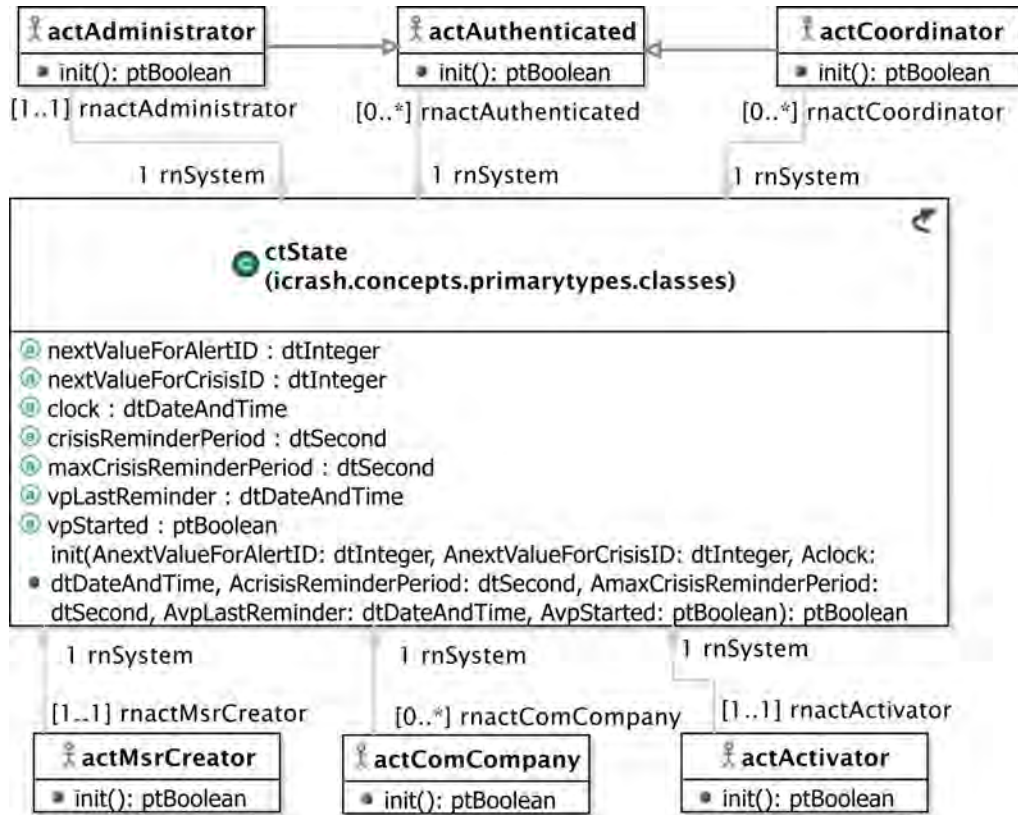 actAdministrator
init(): ptBoolean
actAuthenticated
init(): ptBoolean
actCoordinator
init(): ptBoolean
[1..1] rnactAdministrator
[0..*] rnactAuthenticated
[0..*] rnactCoordinator
1 rnSystem
1 rnSystem
1 rnSystem
ctState
(icrash.concepts.primarytypes.classes)
nextValueForAlertID : dtInteger
nextValueForCrisisID : dtInteger
clock : dtDateAndTime
crisisReminderPeriod : dtSecond
maxCrisisReminderPeriod : dtSecond
vpLastReminder : dtDateAndTime
vpStarted : ptBoolean
init(AnextValueForAlertID: dtInteger, AnextValueForCrisisID: dtInteger, Aclock:
dtDateAndTime, AcrisisReminderPeriod: dtSecond, AmaxCrisisReminderPeriod:
dtSecond, AvpLastReminder: dtDateAndTime, AvpStarted: ptBoolean): ptBoolean
1 rnSystem
1 rnSystem
1 rnSystem
[1..1] rnactMsrCreator
[0..*] rnactComCompany
[1..1] rnactActivator
actMsrCreator
init(): ptBoolean
actComCompany
init(): ptBoolean
actActivator
init(): ptBoolean